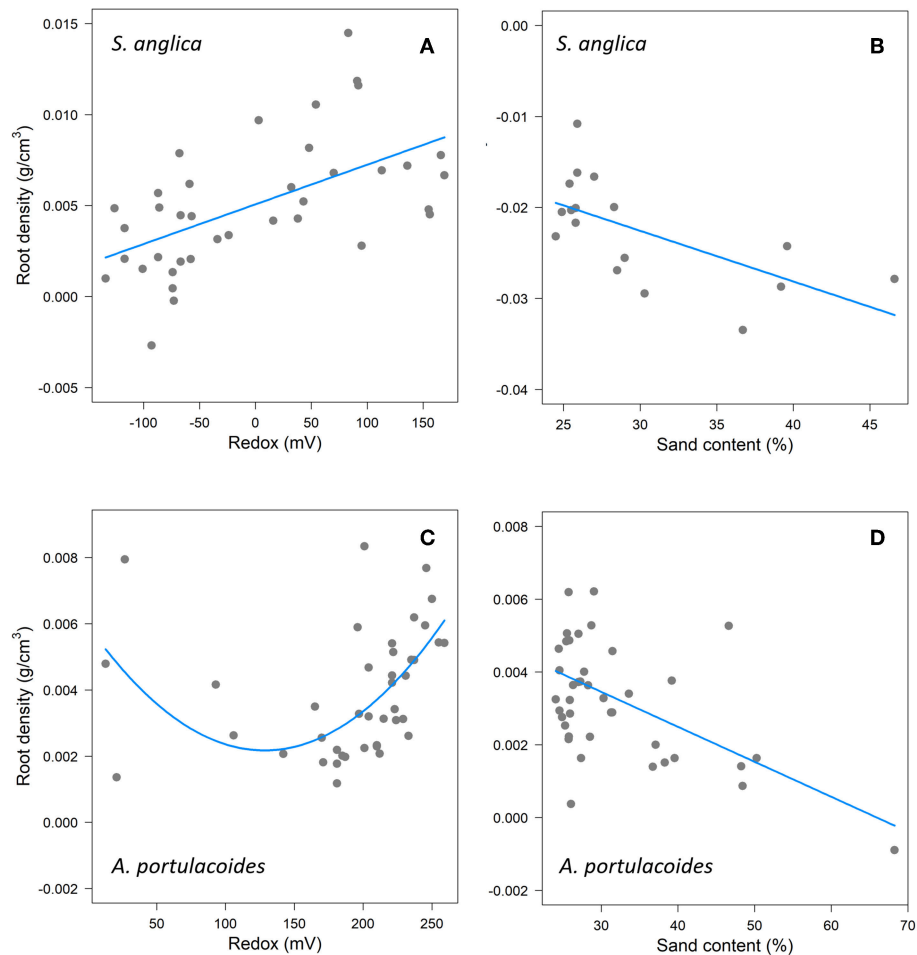 S. anglica
A
0.015
0.010
0.005
0.000
-0.005
Root density (g/cm³)
-100 -50 0 50 100 150
Redox (mV)
S. anglica
B
0.00
-0.01
-0.02
-0.03
-0.04
25 30 35 40 45
Sand content (%)
C
0.008
0.006
0.004
0.002
0.000
-0.002
Root density (g/cm³)
A. portulacoides
50 100 150 200 250
Redox (mV)
D
0.008
0.006
0.004
0.002
0.000
-0.002
A. portulacoides
30 40 50 60 70
Sand content (%)